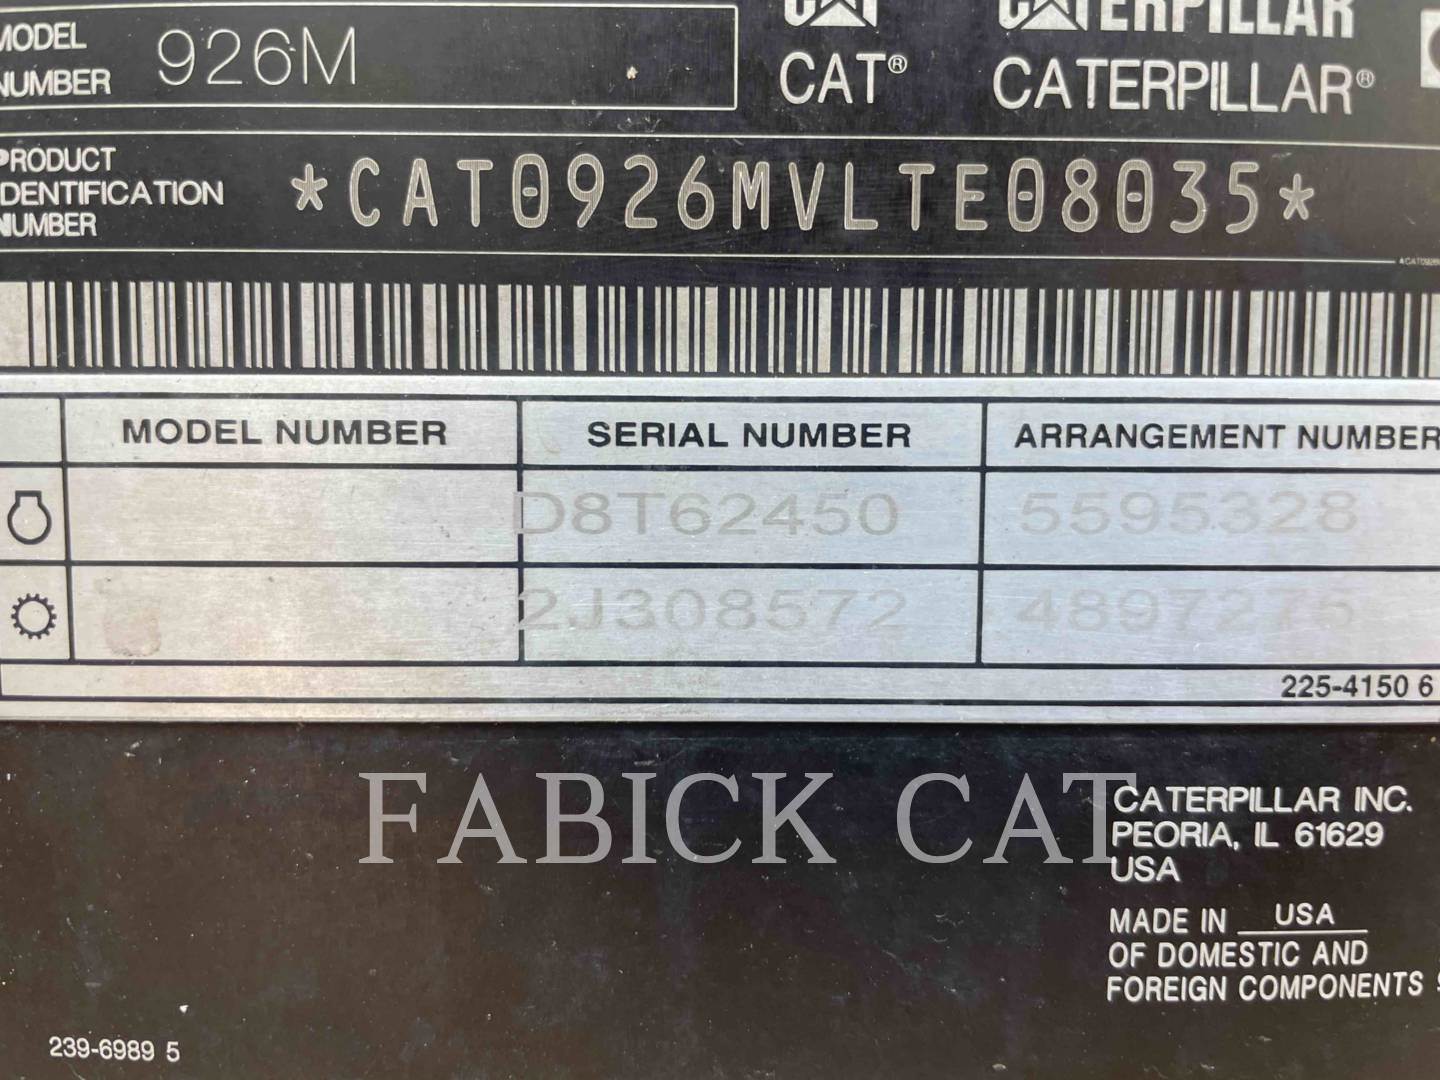 CAT CATERPILLAR
MODEL NUMBER 926M
CAT® CATERPILLAR®
PRODUCT IDENTIFICATION NUMBER *CAT0926MVLTE08035*
MODEL NUMBER SERIAL NUMBER ARRANGEMENT NUMBER
D8T62450 5595328
2J308572 4897276
225-4150 6
FABICK CAT
CATERPILLAR INC.
PEORIA, IL 61629
USA
MADE IN USA
OF DOMESTIC AND
FOREIGN COMPONENTS
239-6989 5